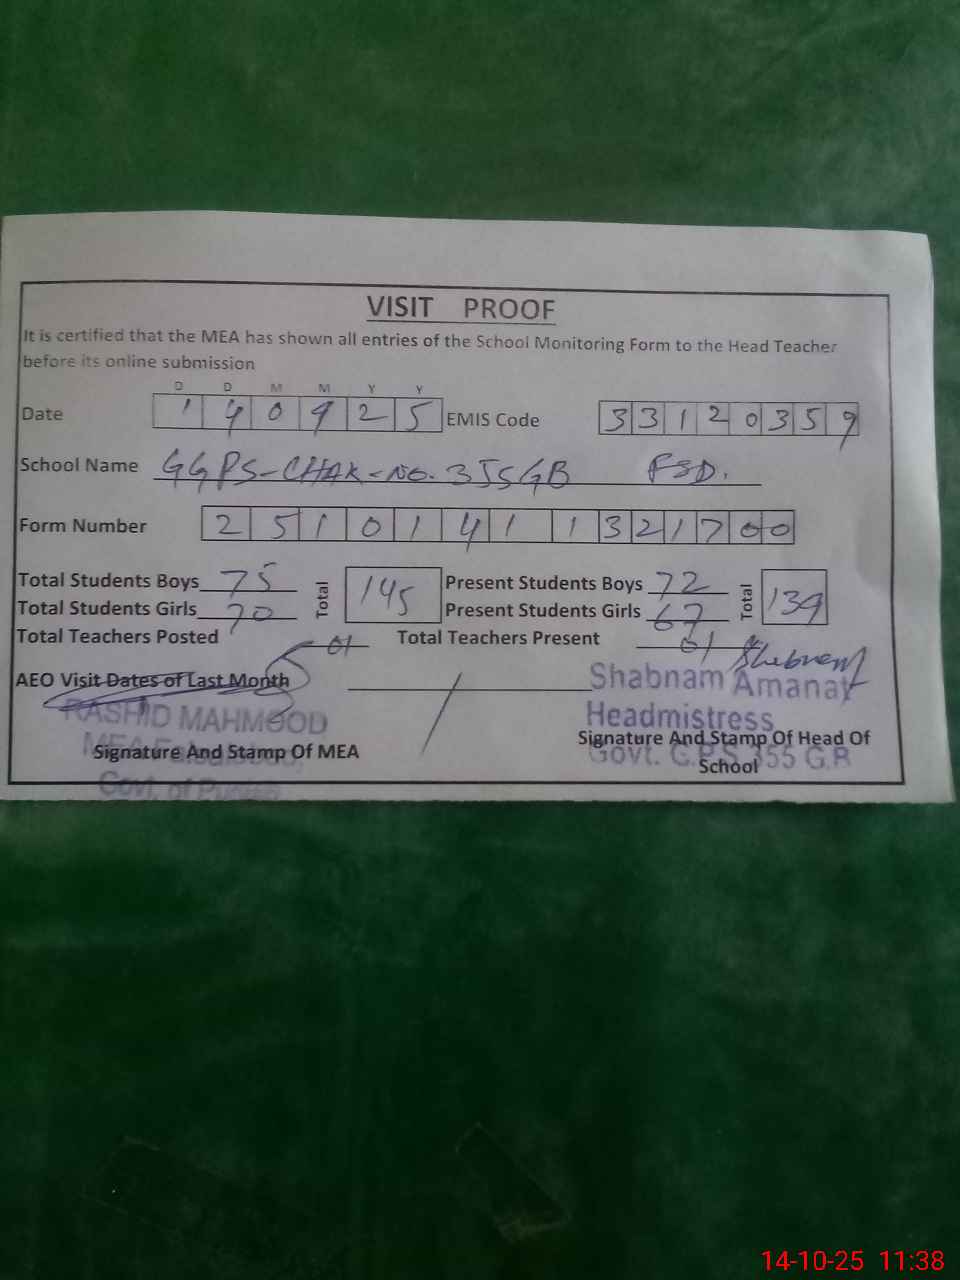 VISIT PROOF
It is certified that the MEA has shown all entries of the School Monitoring Form to the Head Teacher
before its online submission
D D M M Y Y
Date 1 4 0 9 2 5 EMIS Code 3 3 1 2 0 3 5 9
School Name GGPS-CHAK-NO. 355GB FSD.
Form Number 2 5 1 0 1 4 1 1 3 2 1 7 0 0
Total Students Boys 75 Total 145 Present Students Boys 72 Total 139
Total Students Girls 70 Present Students Girls 67
Total Teachers Posted 01 Total Teachers Present 01
Shabnam
AEO Visit Dates of Last Month
Shabnam Amanat
RASHID MAHMOOD
Headmistress
Signature And Stamp Of MEA
Signature And Stamp Of Head Of
School
Govt. G.P.S 355 G.B
Govt. of
14-10-25 11:38